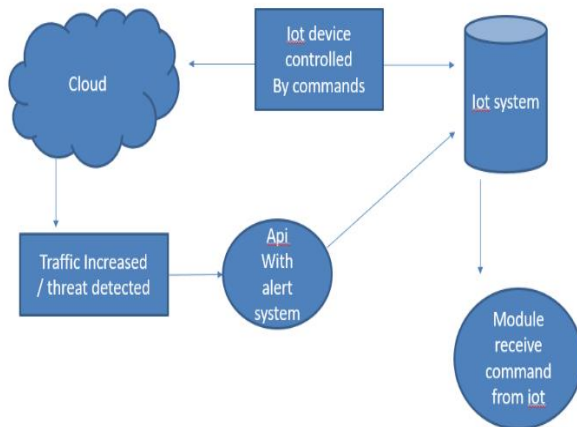 Cloud
Iot device
controlled
By commands
Iot system
Traffic Increased
/ threat detected
Api
With
alert
system
Module
receive
command
from iot